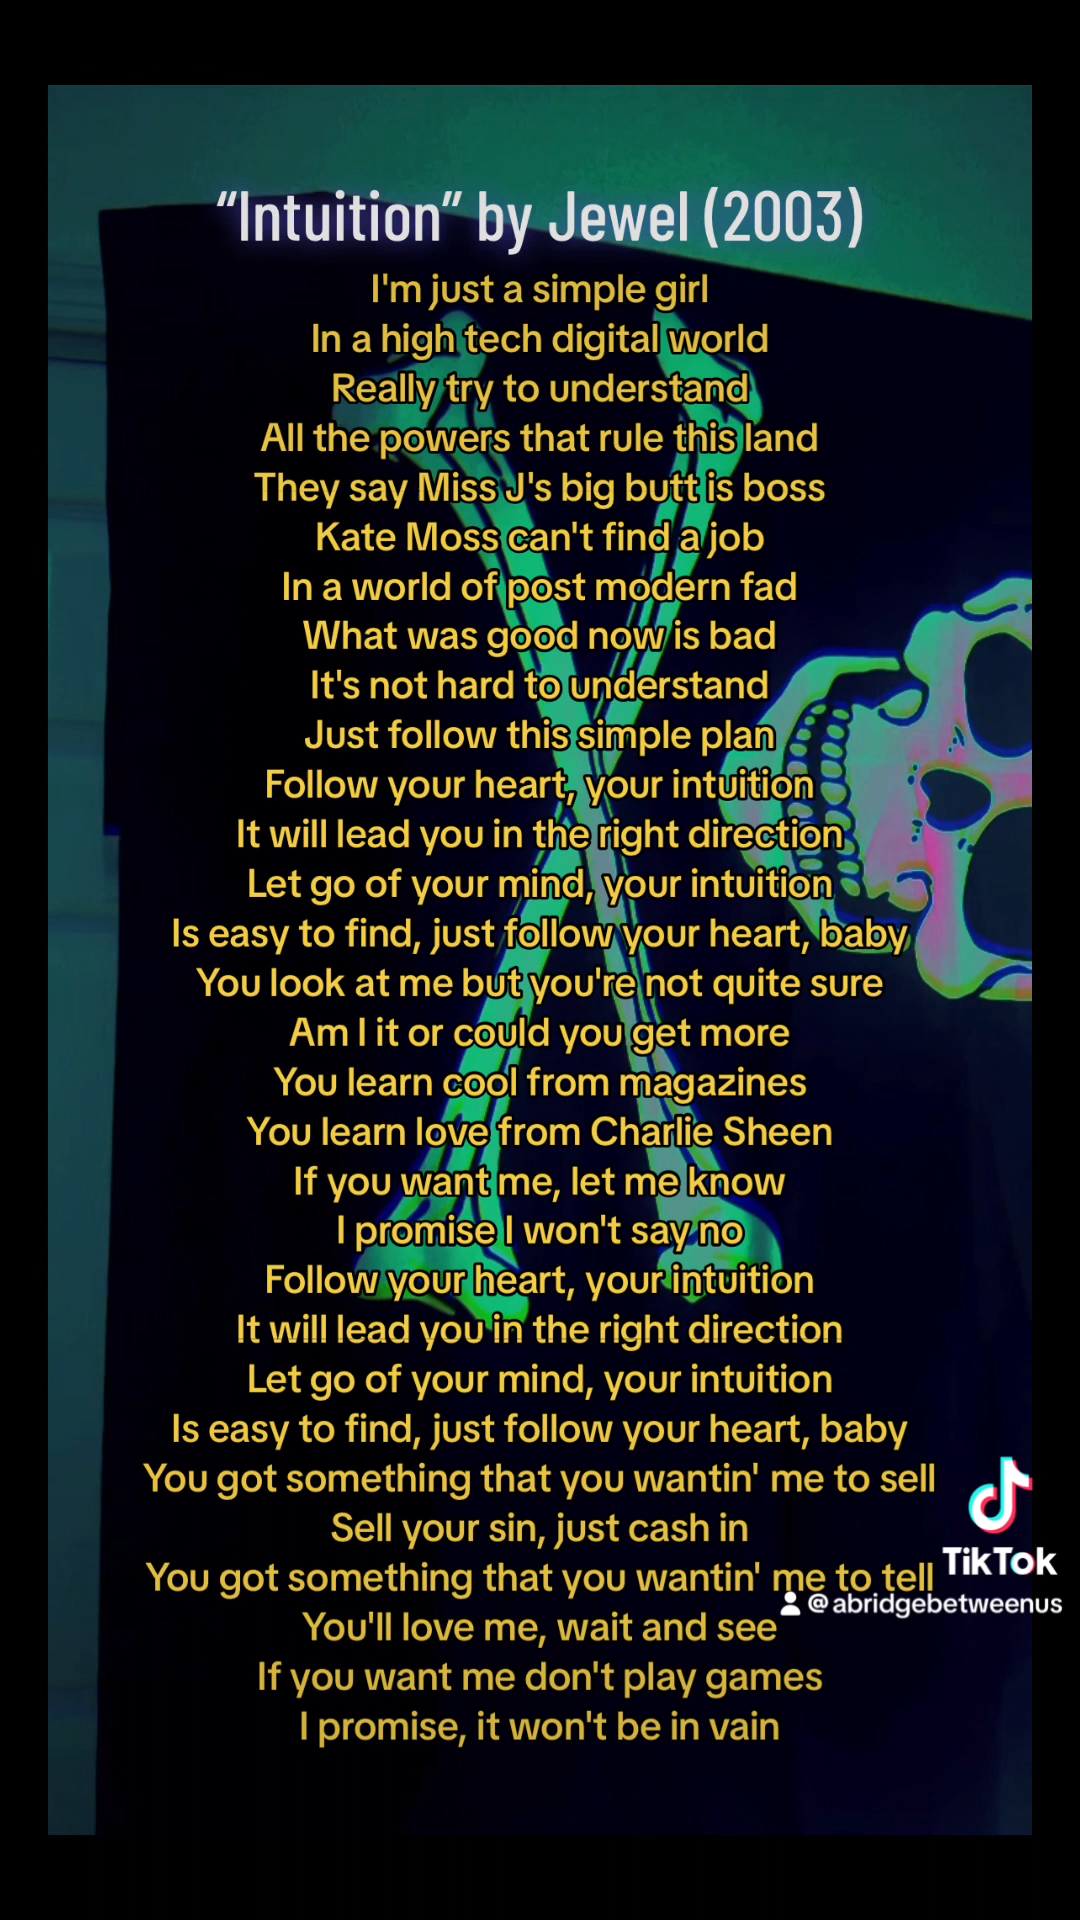 “Intuition” by Jewel (2003)
I'm just a simple girl
In a high tech digital world
Really try to understand
All the powers that rule this land
They say Miss J's big butt is boss
Kate Moss can't find a job
In a world of post modern fad
What was good now is bad
It's not hard to understand
Just follow this simple plan
Follow your heart, your intuition
It will lead you in the right direction
Let go of your mind, your intuition
Is easy to find, just follow your heart, baby
You look at me but you're not quite sure
Am I it or could you get more
You learn cool from magazines
You learn love from Charlie Sheen
If you want me, let me know
I promise I won't say no
Follow your heart, your intuition
It will lead you in the right direction
Let go of your mind, your intuition
Is easy to find, just follow your heart, baby
You got something that you wantin' me to sell
Sell your sin, just cash in
You got something that you wantin' me to tell
You'll love me, wait and see
If you want me don't play games
I promise, it won't be in vain
TikTok
@abridgebetweenus